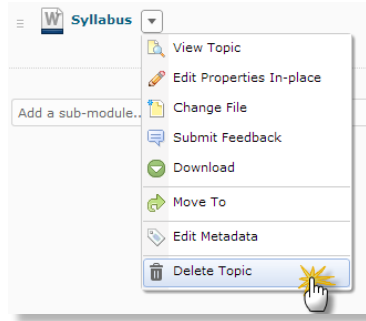 Syllabus
View Topic
Edit Properties In-place
Change File
Submit Feedback
Add a sub-module..
Download
Move To
Edit Metadata
Delete Topic